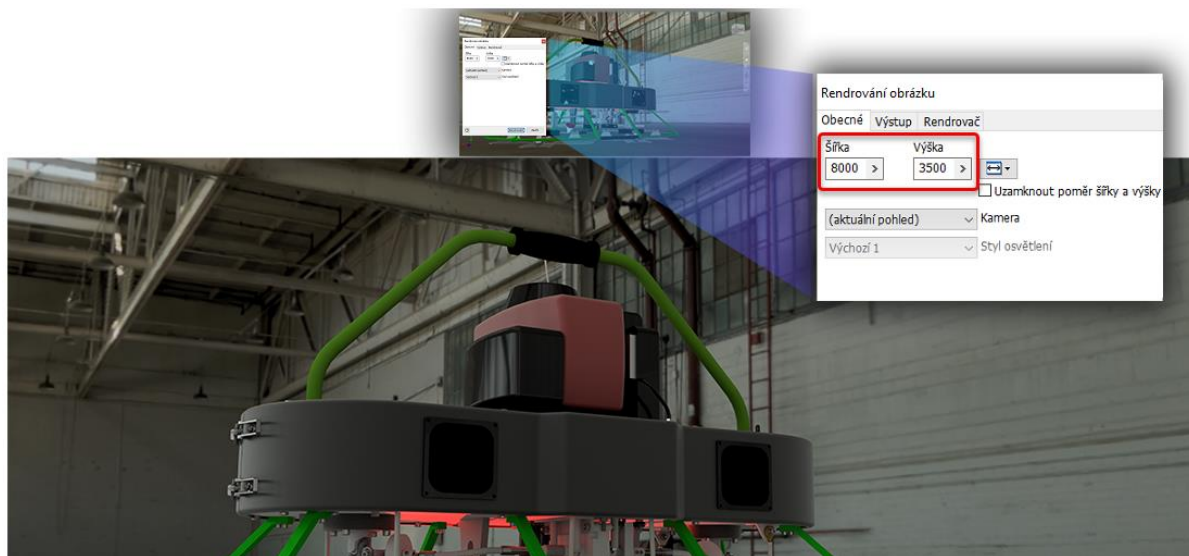 Rendrování obrázku
Obecné Výstup Rendrovač
Šířka Výška
8000 3500
Uzamknout poměr šířky a výšky
(aktuální pohled) Kamera
Výchozí 1 Styl osvětlení